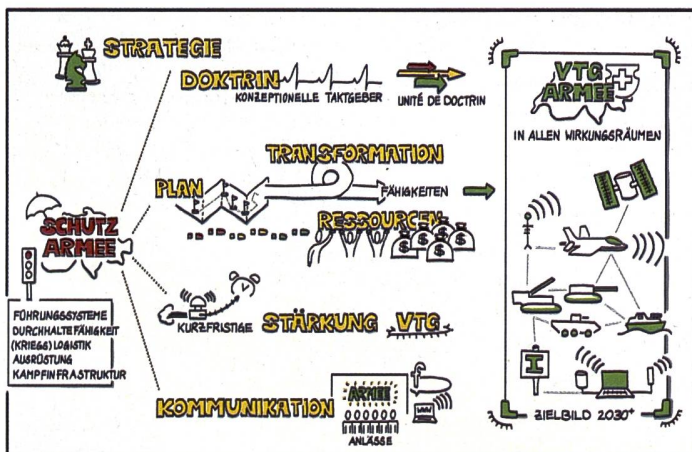 STRATEGIE
DOKTRIN
KONZEPTIONELLE TAKTGEBER
UNITÉ DE DOCTRIN
TRANSFORMATION
PLAN
FÄHIGKEITEN
RESSOURCEN
$ $ $ $ $ $
SCHUTZ
ARMEE
FÜHRUNGSSYSTEME
DURCHHALTEFÄHIGKEIT
(KRIEGS) LOGISTIK
AUSRÜSTUNG
KAMPFINFRASTRUKTUR
KURZFRISTIGE
STÄRKUNG VTG
KOMMUNIKATION
ARMEE
ANLÄSSE
VTG
ARMEE
IN ALLEN WIRKUNGSRÄUMEN
I
ZIELBILD 2030+